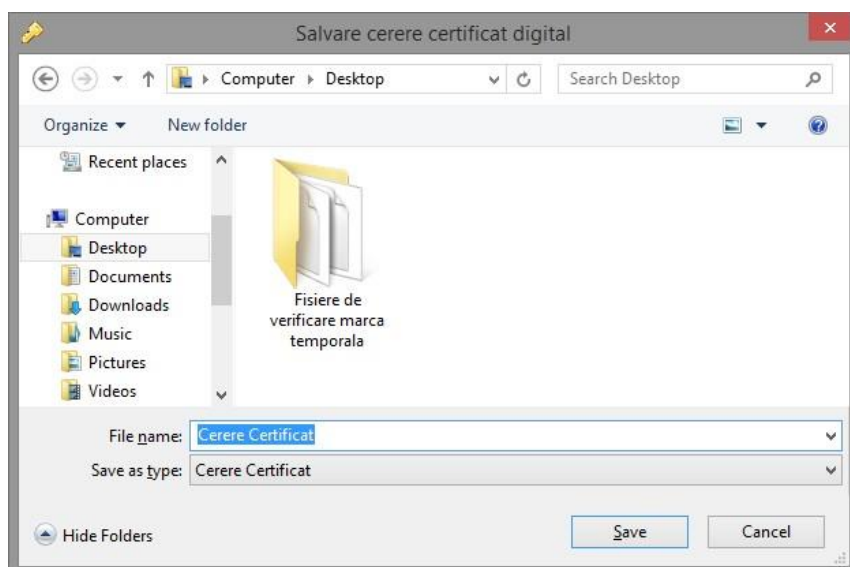 Salvare cerere certificat digital
Computer Desktop
Search Desktop
Organize
New folder
Recent places
Computer
Desktop
Documents
Downloads
Music
Pictures
Videos
Fisiere de
verificare marca
temporala
File name: Cerere Certificat
Save as type: Cerere Certificat
Hide Folders
Save
Cancel